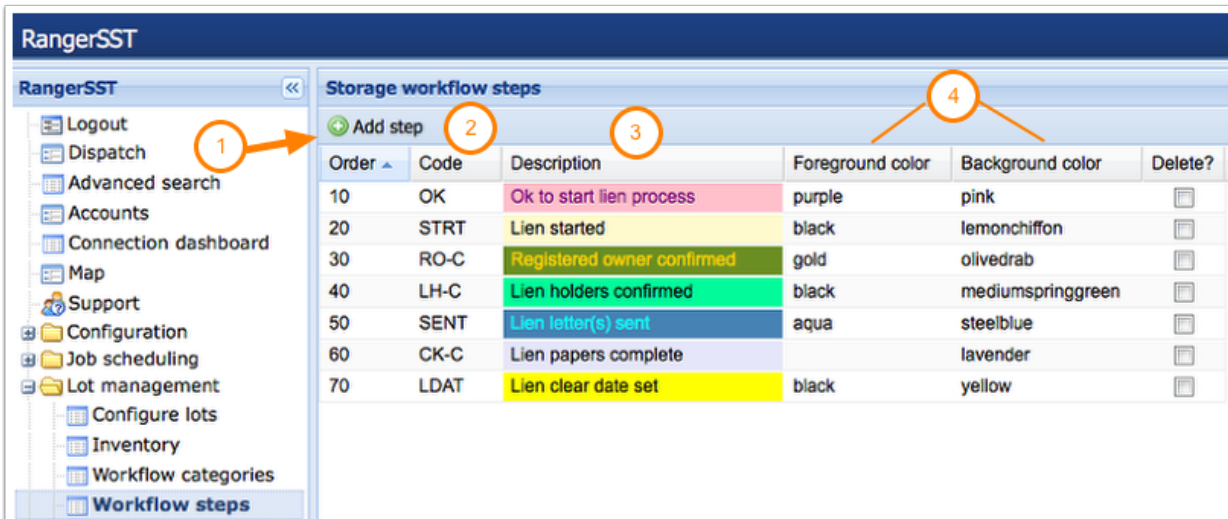 RangerSST
RangerSST
Logout
Dispatch
Advanced search
Accounts
Connection dashboard
Map
Support
Configuration
Job scheduling
Lot management
Configure lots
Inventory
Workflow categories
Workflow steps
Storage workflow steps
1
Add step
2
3
4
Order Code Description Foreground color Background color Delete?
10 OK Ok to start lien process purple pink
20 STRT Lien started black lemonchiffon
30 RO-C Registered owner confirmed gold olivedrab
40 LH-C Lien holders confirmed black mediumspringgreen
50 SENT Lien letter(s) sent aqua steelblue
60 CK-C Lien papers complete lavender
70 LDAT Lien clear date set black yellow